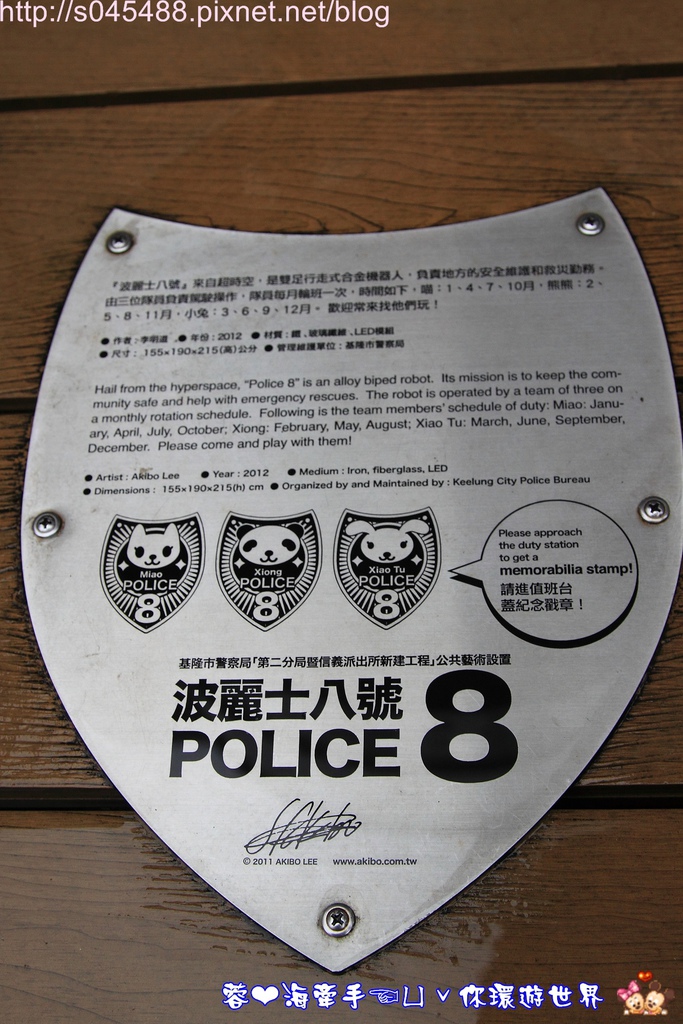 http://s045488.pixnet.net/blog
『波麗士八號』來自超時空，是雙足行走式合金機器人，負責地方的安全維護和救災勤務。
由三位隊員負責駕駛操作，隊員每月輪班一次，時間如下，喵：1、4、7、10月，熊熊：2、
5、8、11月，小兔：3、6、9、12月。 歡迎常來找他們玩！
● 作者：李明道 ● 年份：2012 ● 材質：鐵、玻璃纖維、LED模組
● 尺寸： 155×190×215(高)公分 ● 管理維護單位：基隆市警察局
Hail from the hyperspace, “Police 8” is an alloy biped robot. Its mission is to keep the com-
munity safe and help with emergency rescues. The robot is operated by a team of three on
a monthly rotation schedule. Following is the team members’ schedule of duty: Miao: Janu-
ary, April, July, October; Xiong: February, May, August; Xiao Tu: March, June, September,
December. Please come and play with them!
● Artist : Akibo Lee ● Year : 2012 ● Medium : Iron, fiberglass, LED
● Dimensions : 155×190×215(h) cm ● Organized by and Maintained by : Keelung City Police Bureau
Miao
POLICE
8
Xiong
POLICE
8
Xiao Tu
POLICE
8
Please approach
the duty station
to get a
memorabilia stamp!
請進值班台
蓋紀念戳章！
基隆市警察局「第二分局暨信義派出所新建工程」公共藝術設置
波麗士八號
POLICE 8
Akibo
© 2011 AKIBO LEE www.akibo.com.tw
蓉❤海牽手☜凵ˇ你環遊世界